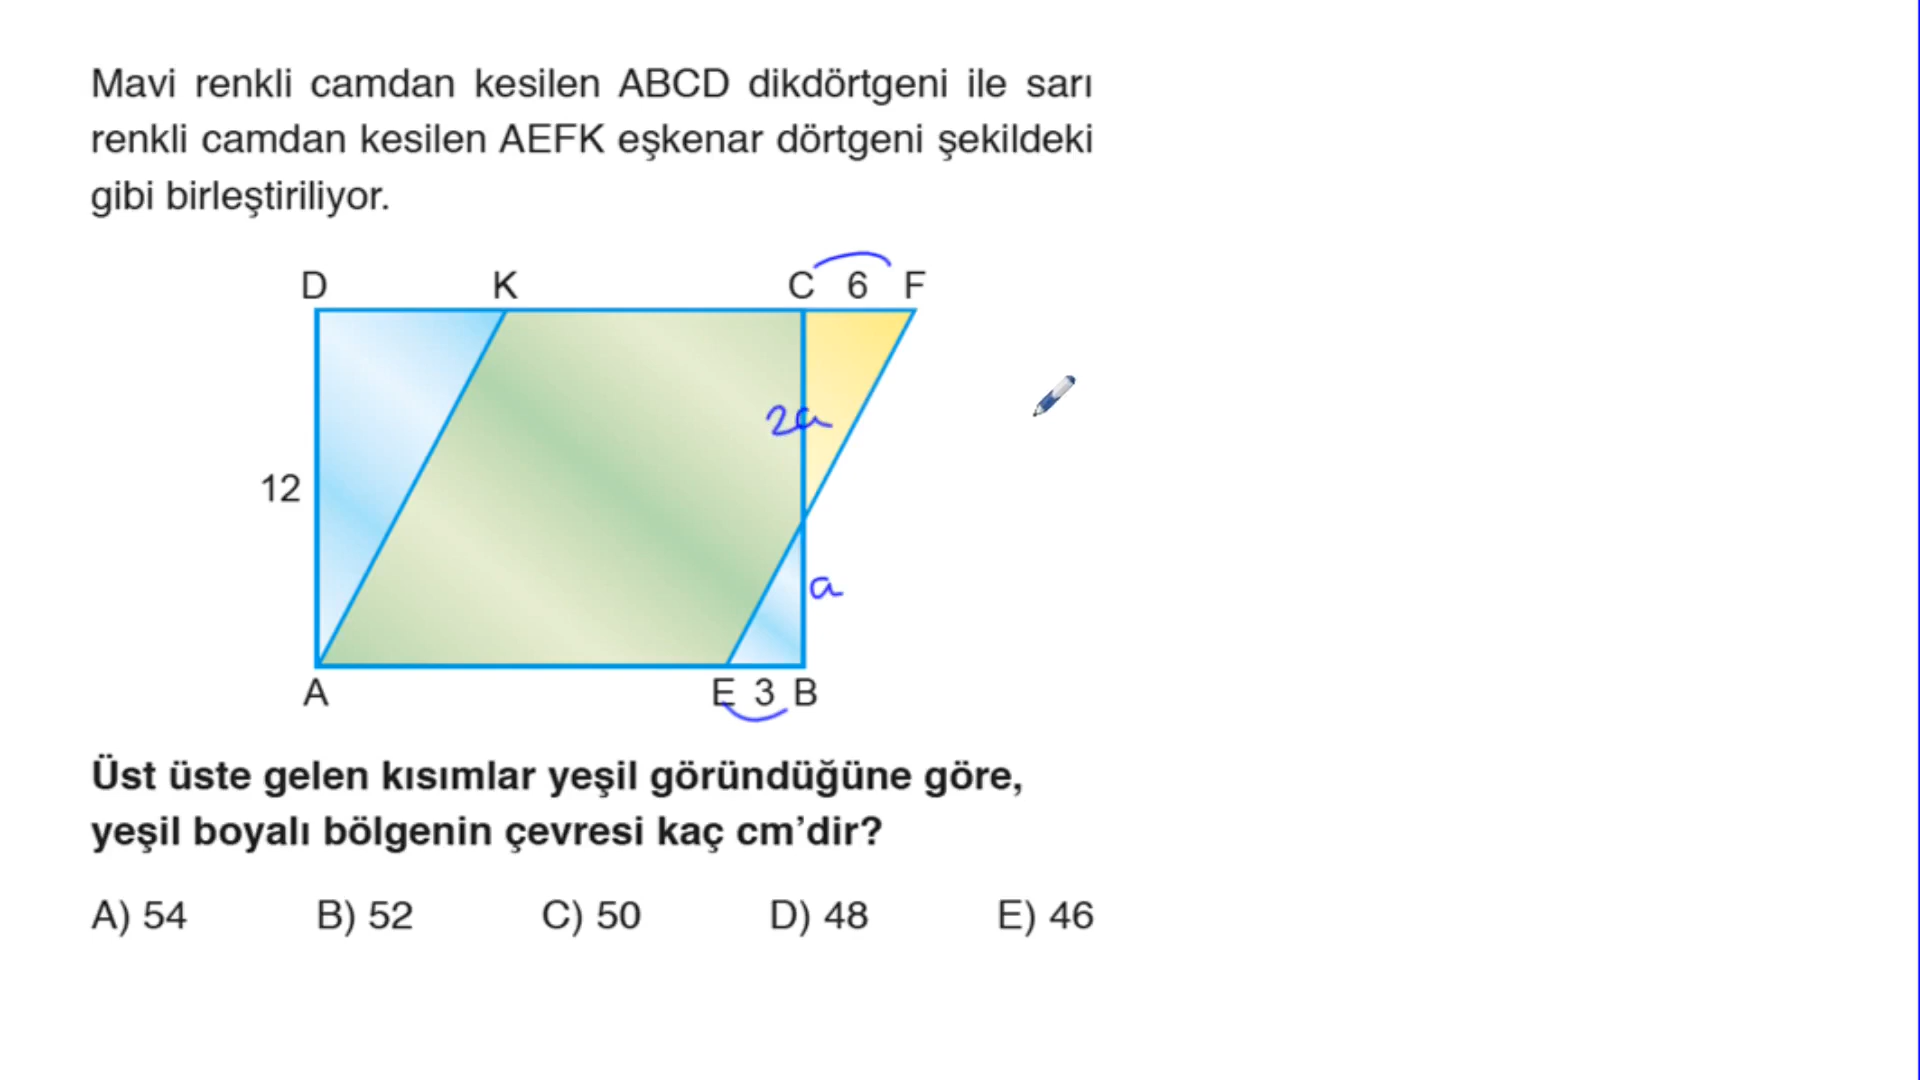 Mavi renkli camdan kesilen ABCD dikdörtgeni ile sarı
renkli camdan kesilen AEFK eşkenar dörtgeni şekildeki
gibi birleştiriliyor.
D K C 6 F
2a
12
a
A E 3 B
Üst üste gelen kısımlar yeşil göründüğüne göre,
yeşil boyalı bölgenin çevresi kaç cm’dir?
A) 54 B) 52 C) 50 D) 48 E) 46